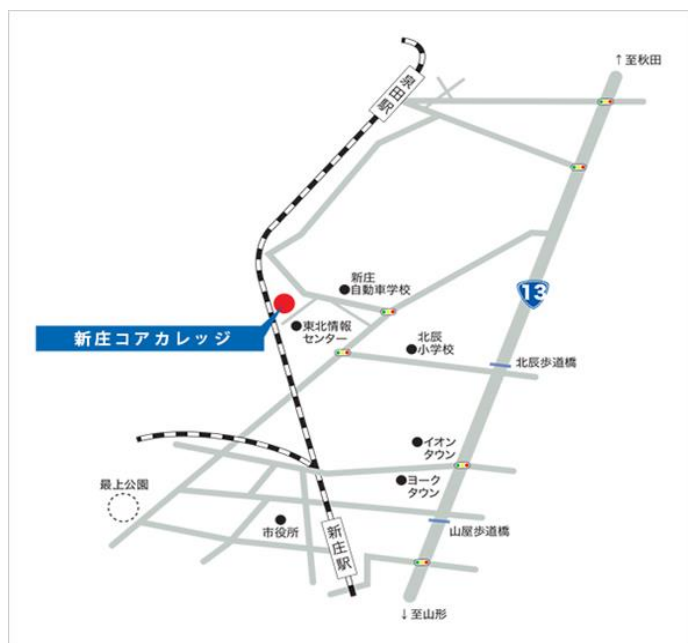 ↑至秋田
泉田駅
新庄
自動車学校
13
新庄コアカレッジ
東北情報
センター
北辰
小学校
北辰歩道橋
イオン
タウン
ヨーク
タウン
最上公園
市役所
新庄駅
山屋歩道橋
↓至山形